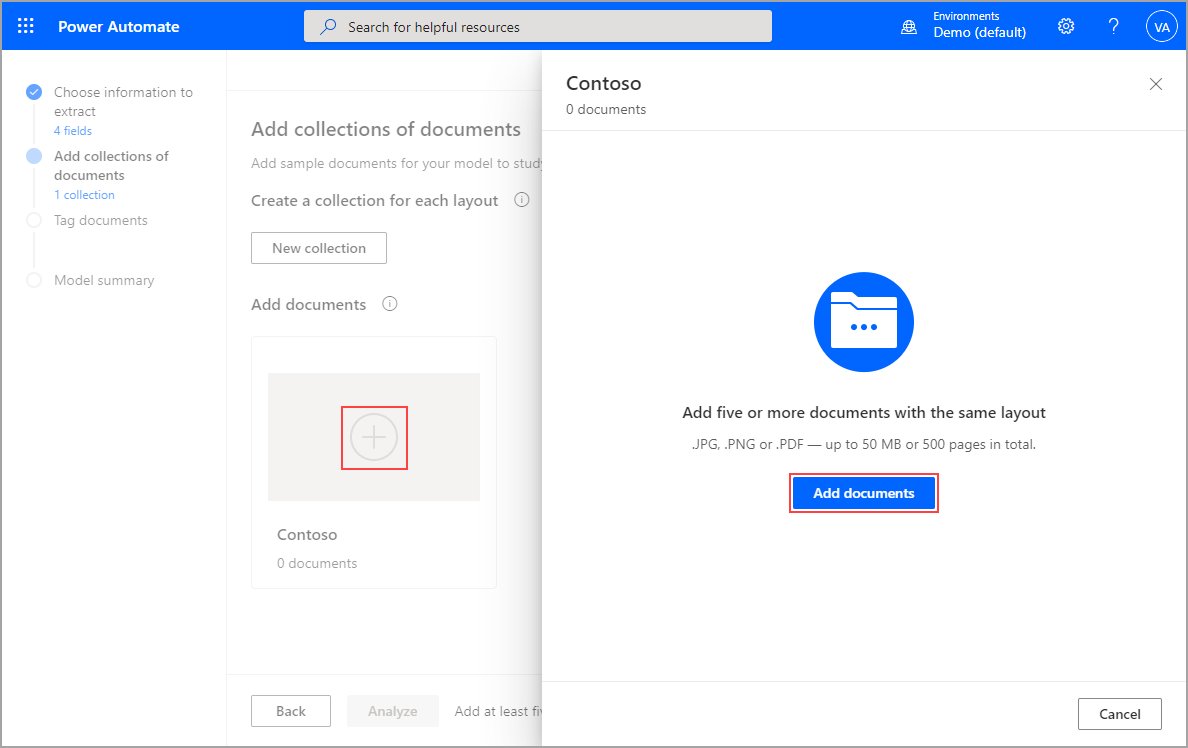 Power Automate
Search for helpful resources
Environments
Demo (default)
?
VA
Choose information to
extract
4 fields
Add collections of
documents
1 collection
Tag documents
Model summary
Add collections of documents
Add sample documents for your model to study
Create a collection for each layout
New collection
Add documents
Contoso
0 documents
Back
Analyze
Add at least
Contoso
0 documents
Add five or more documents with the same layout
.JPG, .PNG or .PDF — up to 50 MB or 500 pages in total.
Add documents
Cancel